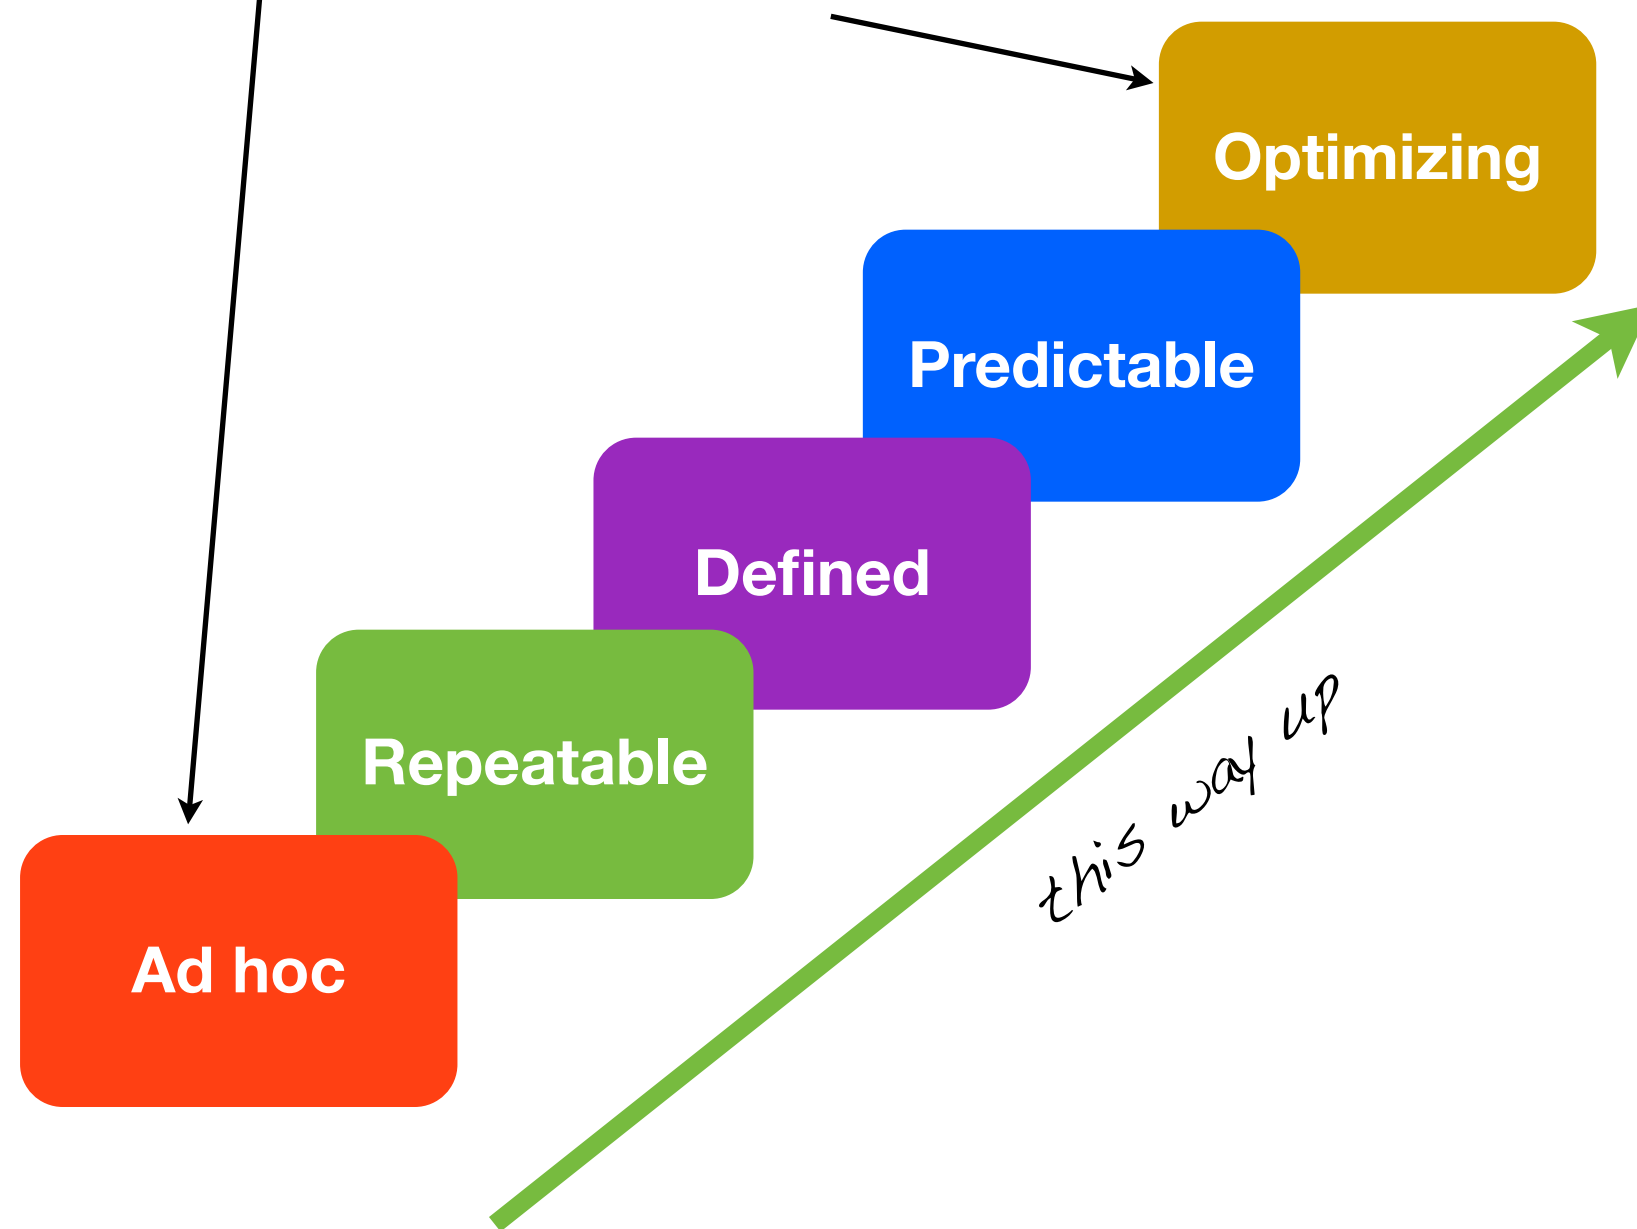 Optimizing
Predictable
Defined
Repeatable
Ad hoc
this way up